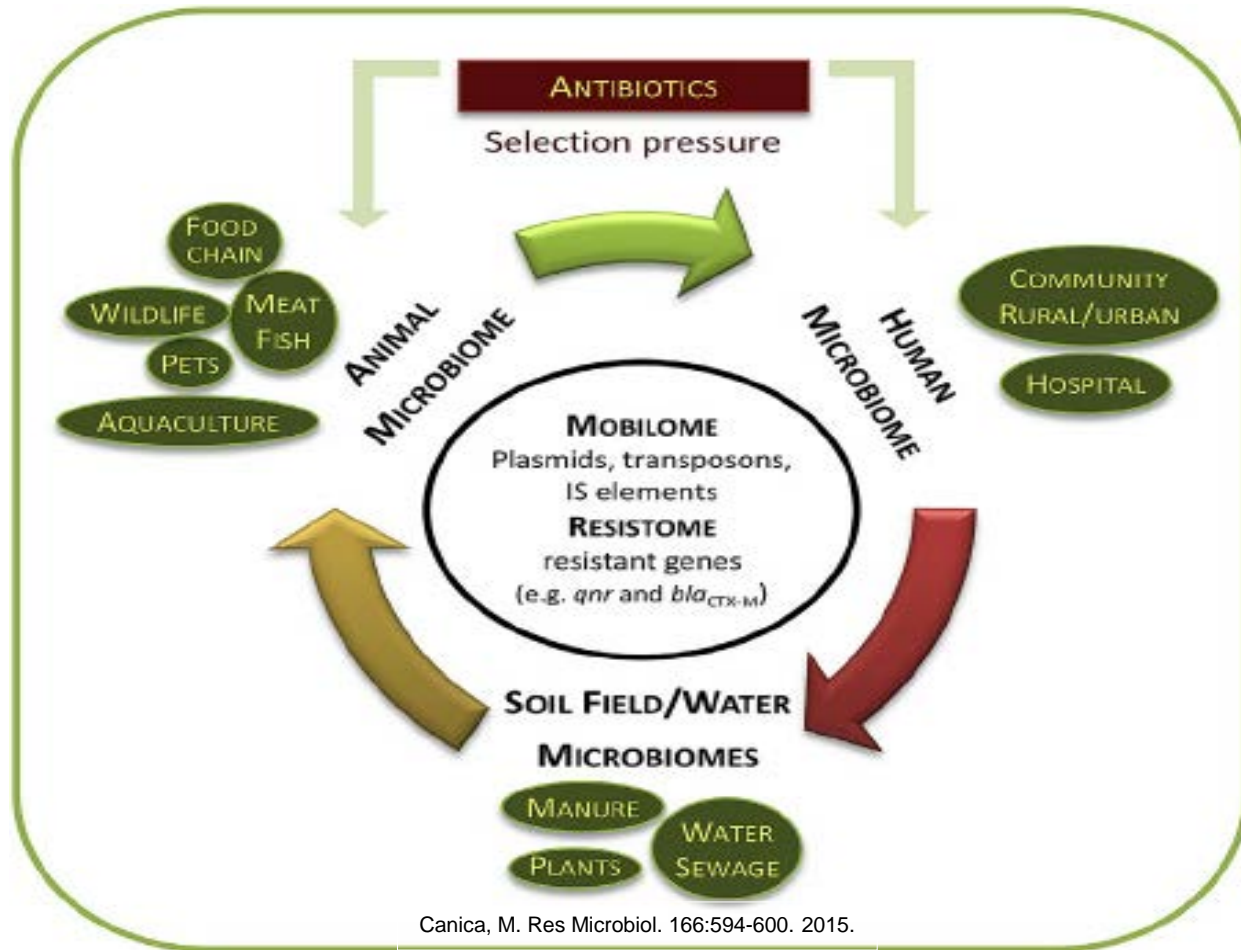 ANTIBIOTICS
Selection pressure
FOOD
CHAIN
WILDLIFE
MEAT
FISH
PETS
AQUACULTURE
ANIMAL
MICROBIOME
HUMAN
MICROBIOME
COMMUNITY
RURAL/URBAN
HOSPITAL
MOBILOME
Plasmids, transposons,
IS elements
RESISTOME
resistant genes
(e.g. qnr and blaCTX-M)
SOIL FIELD/WATER
MICROBIOMES
MANURE
PLANTS
WATER
SEWAGE
Canica, M. Res Microbiol. 166:594-600. 2015.